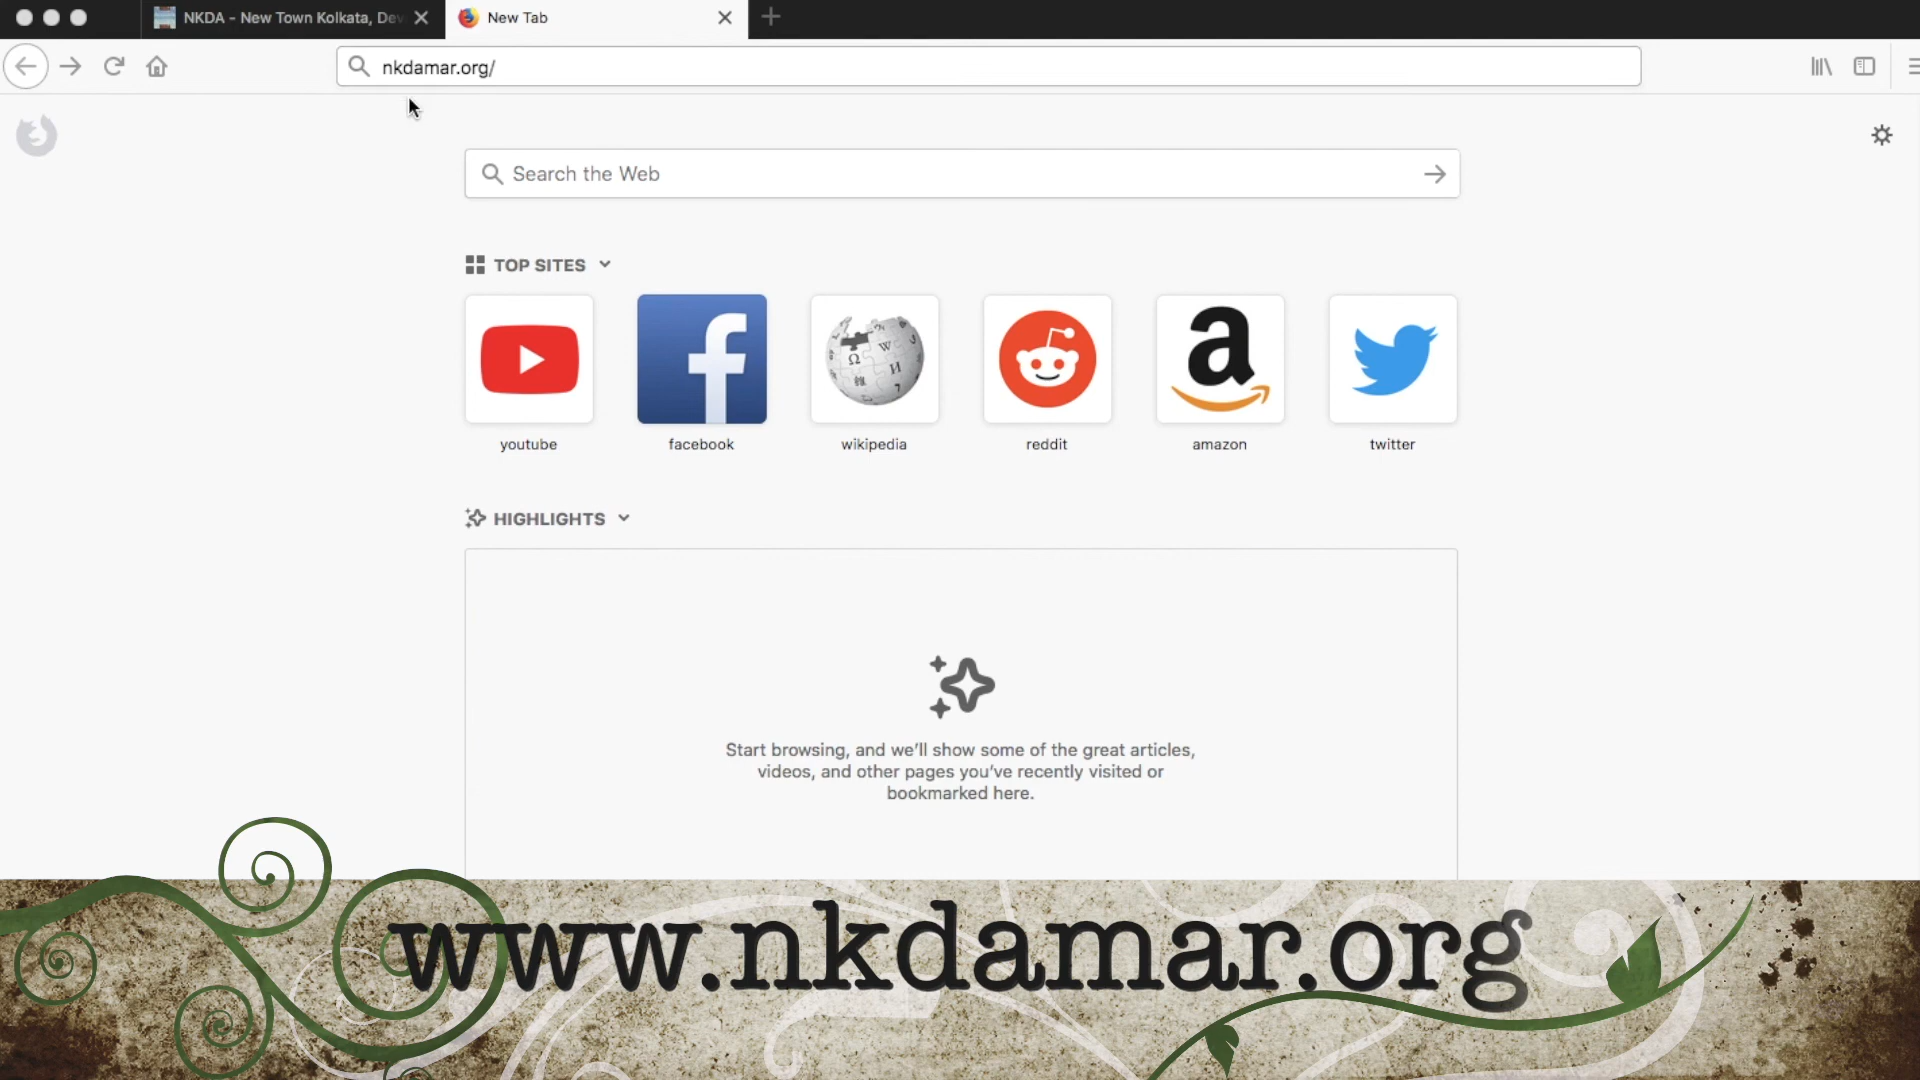 NKDA - New Town Kolkata, Dev
New Tab
nkdamar.org/
Search the Web
TOP SITES
youtube
facebook
wikipedia
reddit
amazon
twitter
HIGHLIGHTS
Start browsing, and we'll show some of the great articles,
videos, and other pages you've recently visited or
bookmarked here.
www.nkdamar.org